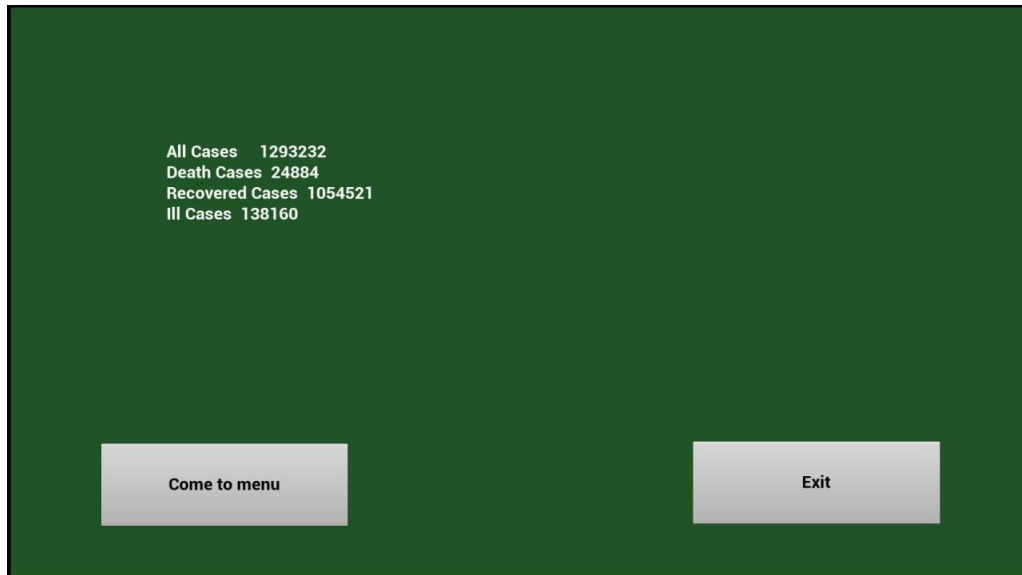 All Cases 1293232
Death Cases 24884
Recovered Cases 1054521
Ill Cases 138160
Come to menu
Exit